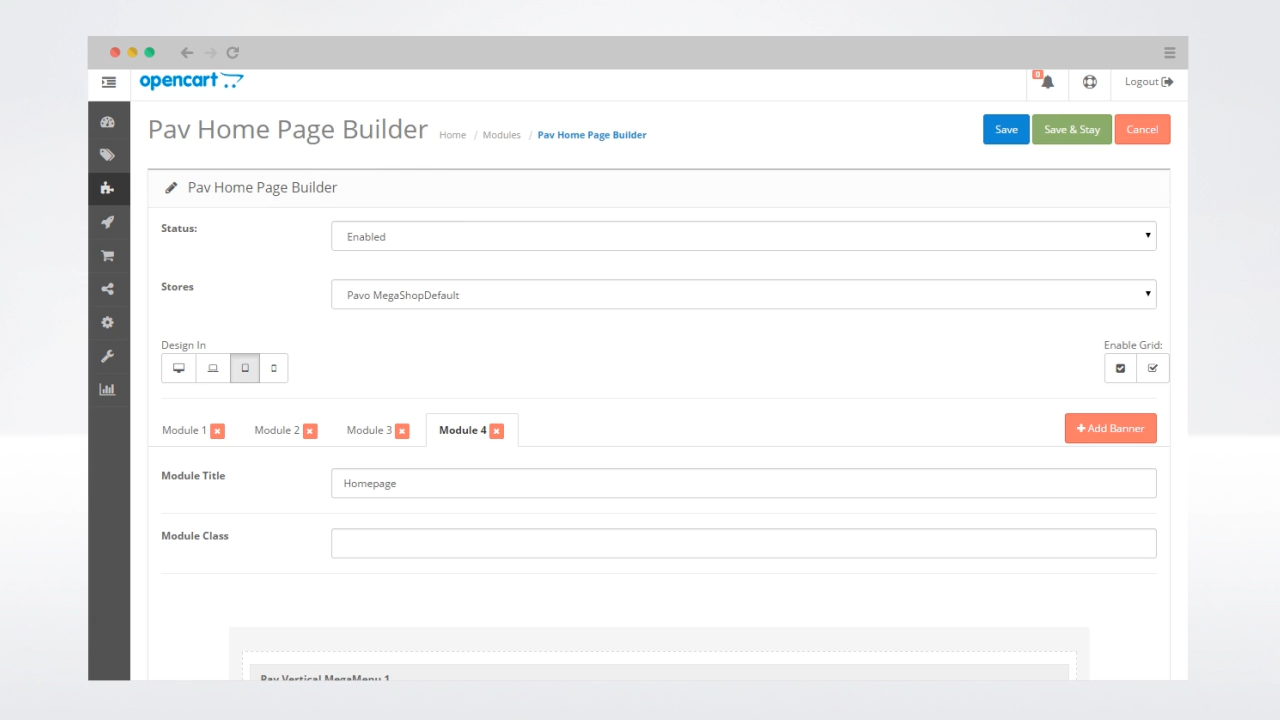 opencart
0
Logout
Pav Home Page Builder
Home / Modules / Pav Home Page Builder
Save
Save & Stay
Cancel
Pav Home Page Builder
Status:
Enabled
Stores
Pavo MegaShopDefault
Design In
Enable Grid:
Module 1
Module 2
Module 3
Module 4
Add Banner
Module Title
Homepage
Module Class
Pav Vertical MegaMenu 1